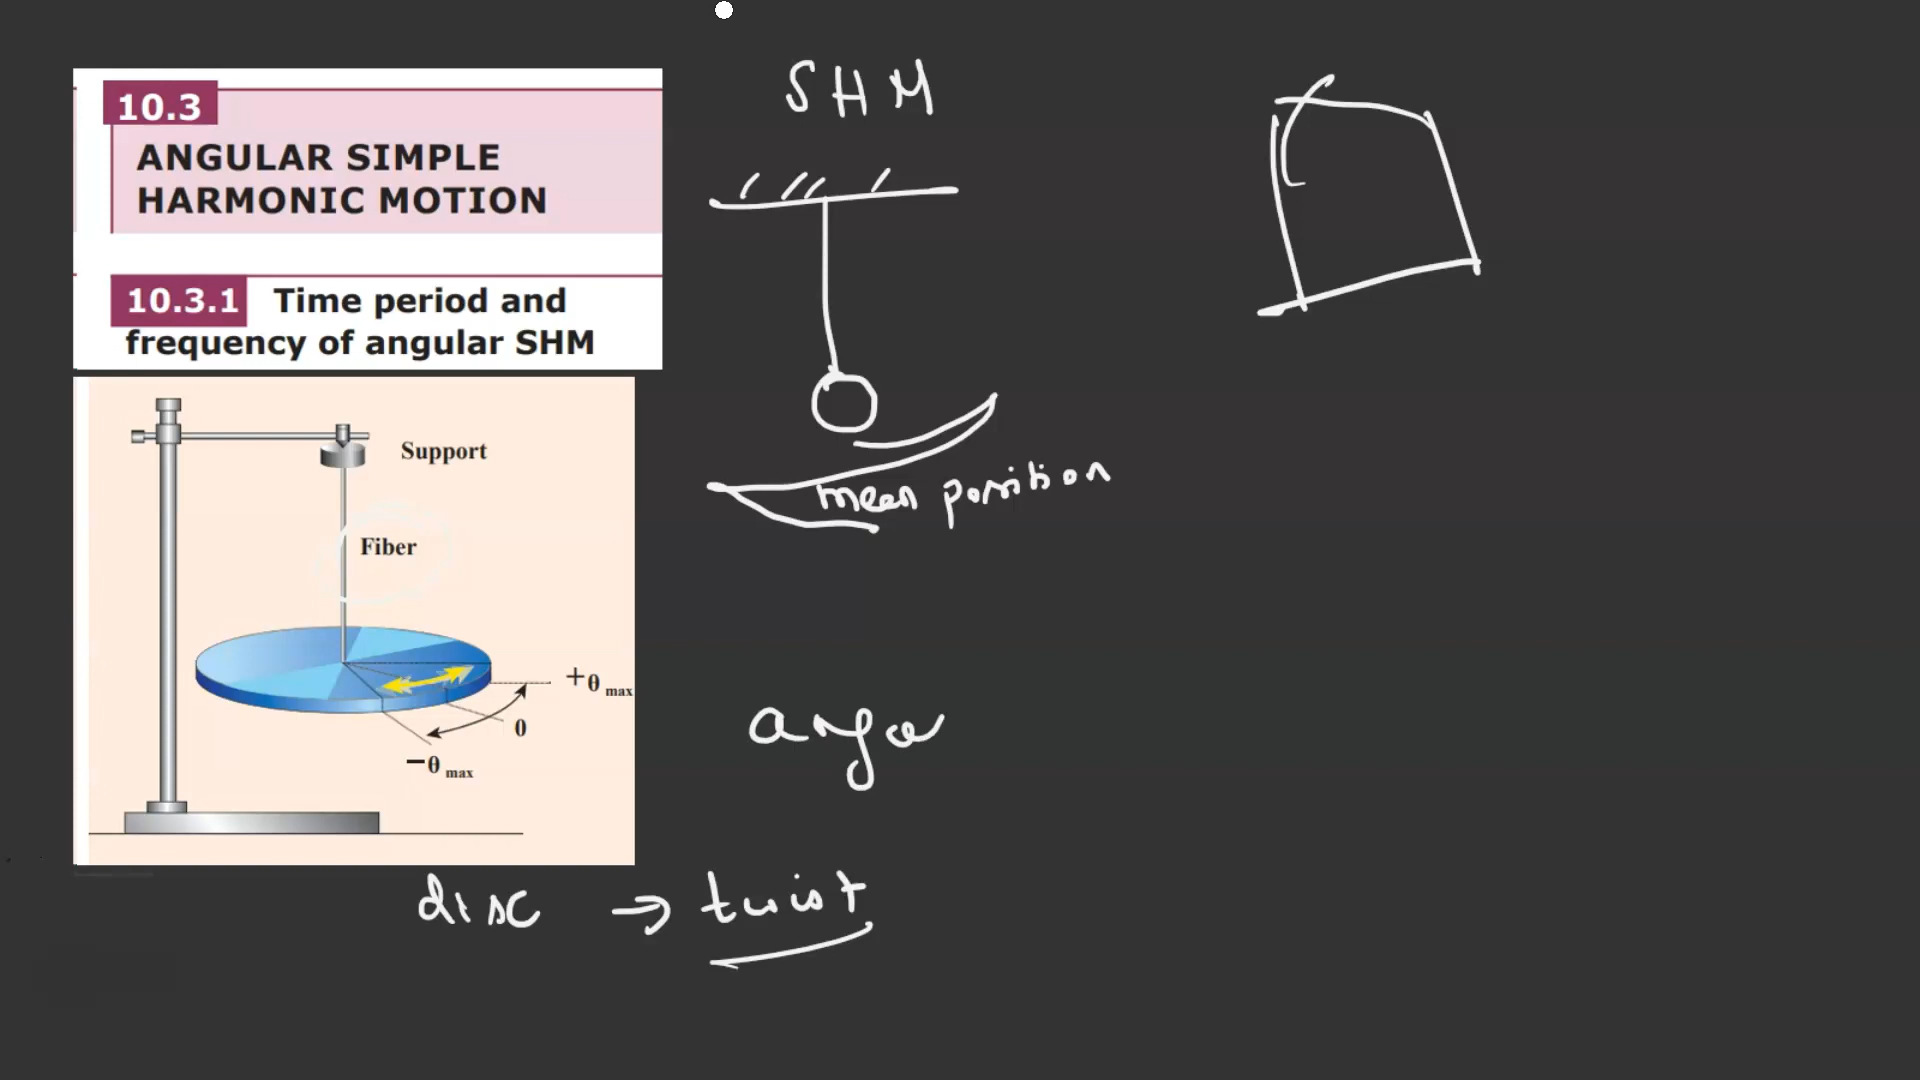 10.3
ANGULAR SIMPLE
HARMONIC MOTION
10.3.1 Time period and
frequency of angular SHM
Support
Fiber
+θ max
0
−θ max
SHM
mean position
disc → twist